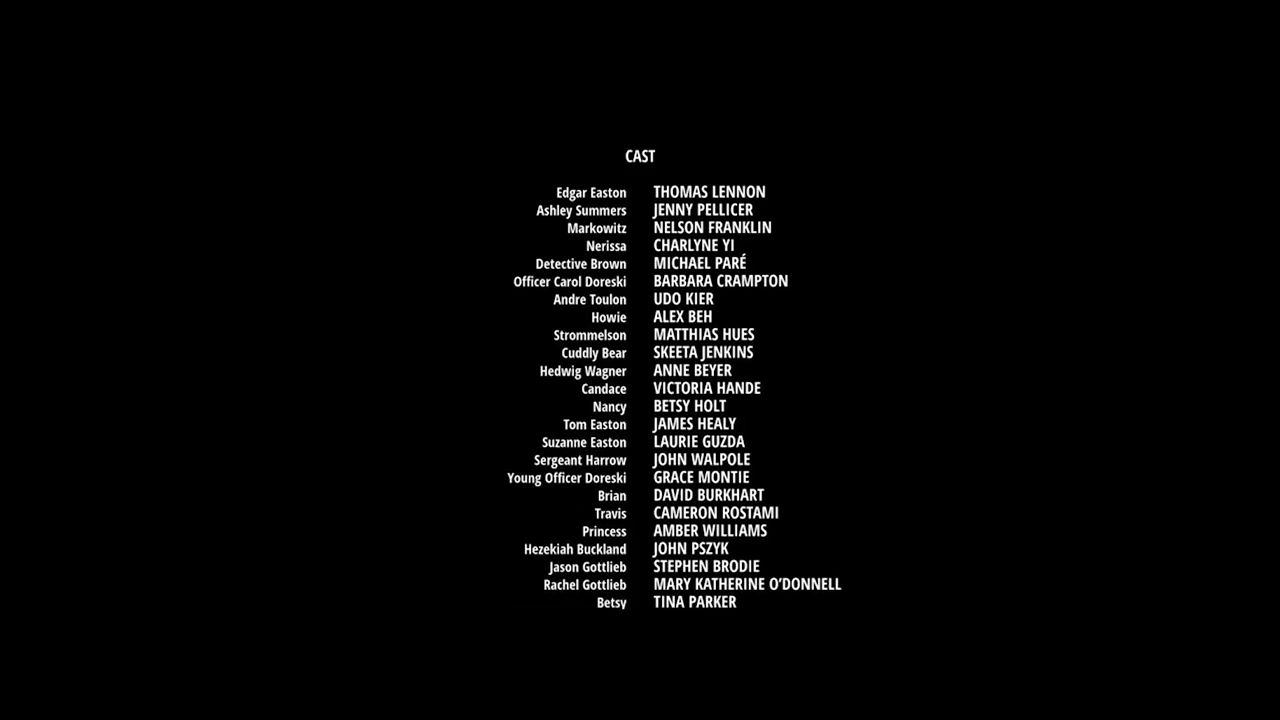 CAST
Edgar Easton THOMAS LENNON
Ashley Summers JENNY PELLICER
Markowitz NELSON FRANKLIN
Nerissa CHARLYNE YI
Detective Brown MICHAEL PARÉ
Officer Carol Doreski BARBARA CRAMPTON
Andre Toulon UDO KIER
Howie ALEX BEH
Strommelson MATTHIAS HUES
Cuddly Bear SKEETA JENKINS
Hedwig Wagner ANNE BEYER
Candace VICTORIA HANDE
Nancy BETSY HOLT
Tom Easton JAMES HEALY
Suzanne Easton LAURIE GUZDA
Sergeant Harrow JOHN WALPOLE
Young Officer Doreski GRACE MONTIE
Brian DAVID BURKHART
Travis CAMERON ROSTAMI
Princess AMBER WILLIAMS
Hezekiah Buckland JOHN PSZYK
Jason Gottlieb STEPHEN BRODIE
Rachel Gottlieb MARY KATHERINE O’DONNELL
Betsy TINA PARKER